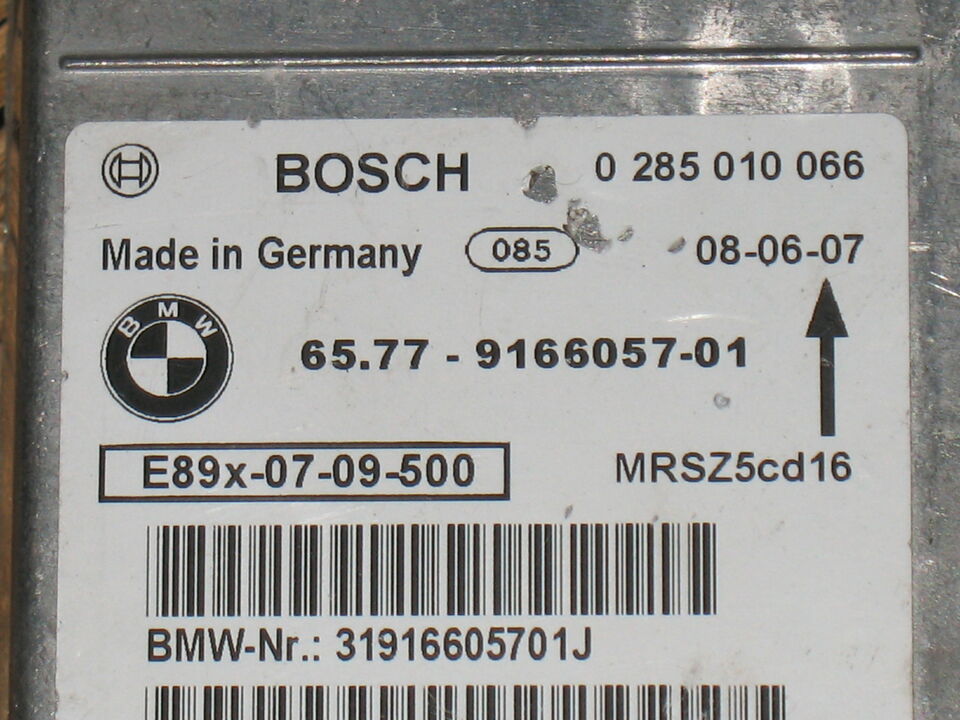 BOSCH 0 285 010 066
Made in Germany 085 08-06-07
BMW
65.77 - 9166057-01
E89x-07-09-500 MRSZ5cd16
BMW-Nr.: 31916605701J